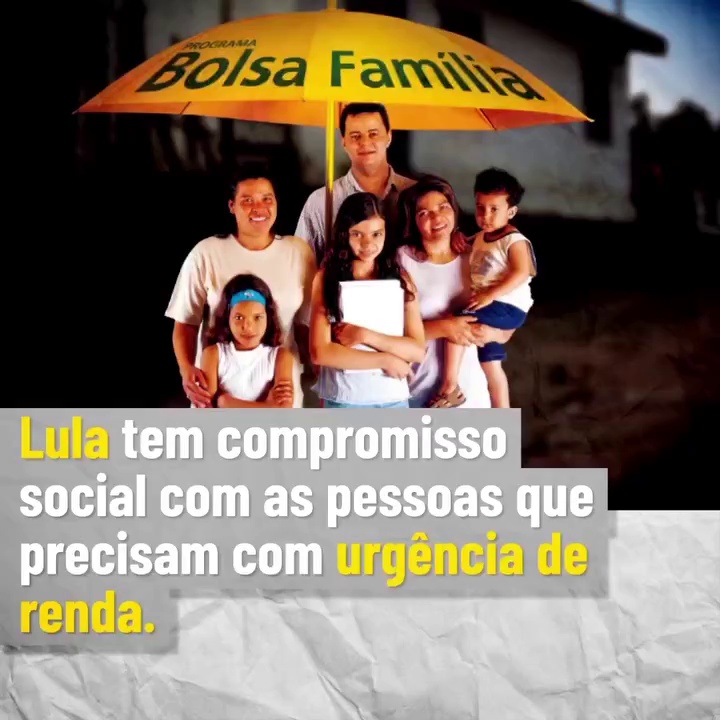 PROGRAMA
Bolsa Família
Lula tem compromisso
social com as pessoas que
precisam com urgência de
renda.